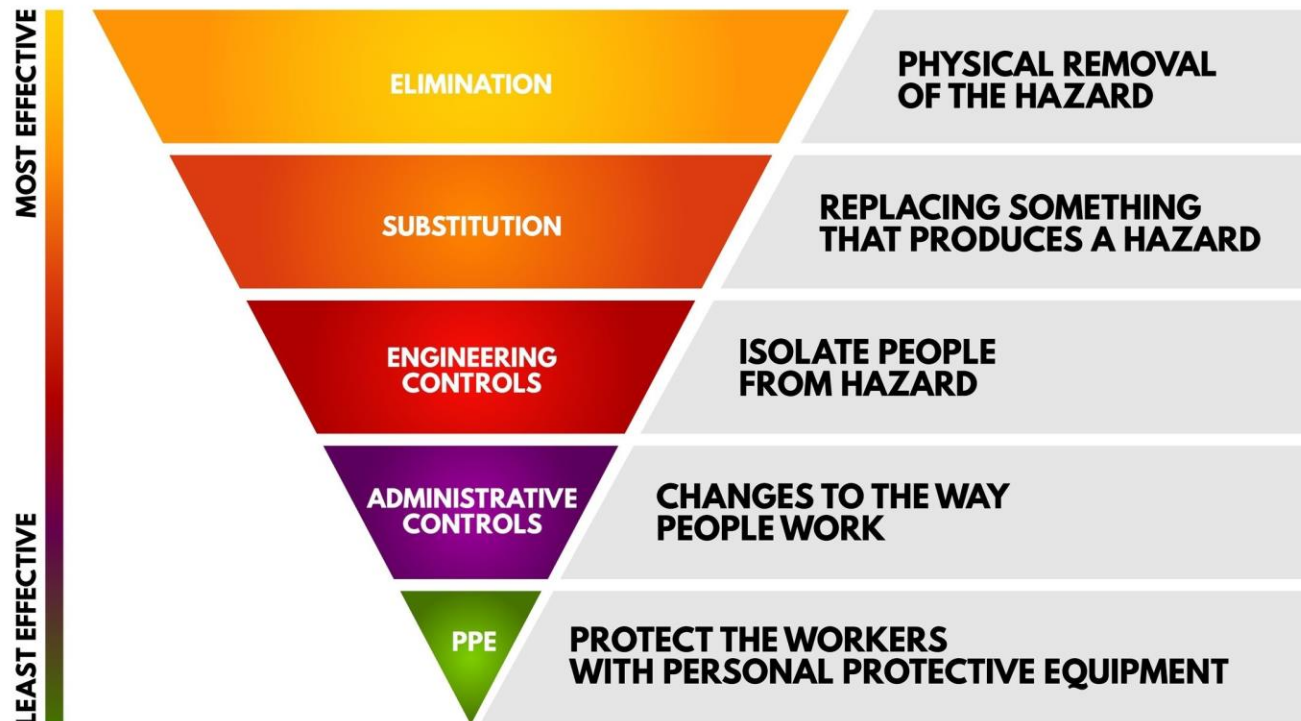 MOST EFFECTIVE
ELIMINATION
PHYSICAL REMOVAL
OF THE HAZARD
SUBSTITUTION
REPLACING SOMETHING
THAT PRODUCES A HAZARD
ENGINEERING
CONTROLS
ISOLATE PEOPLE
FROM HAZARD
ADMINISTRATIVE
CONTROLS
CHANGES TO THE WAY
PEOPLE WORK
LEAST EFFECTIVE
PPE
PROTECT THE WORKERS
WITH PERSONAL PROTECTIVE EQUIPMENT